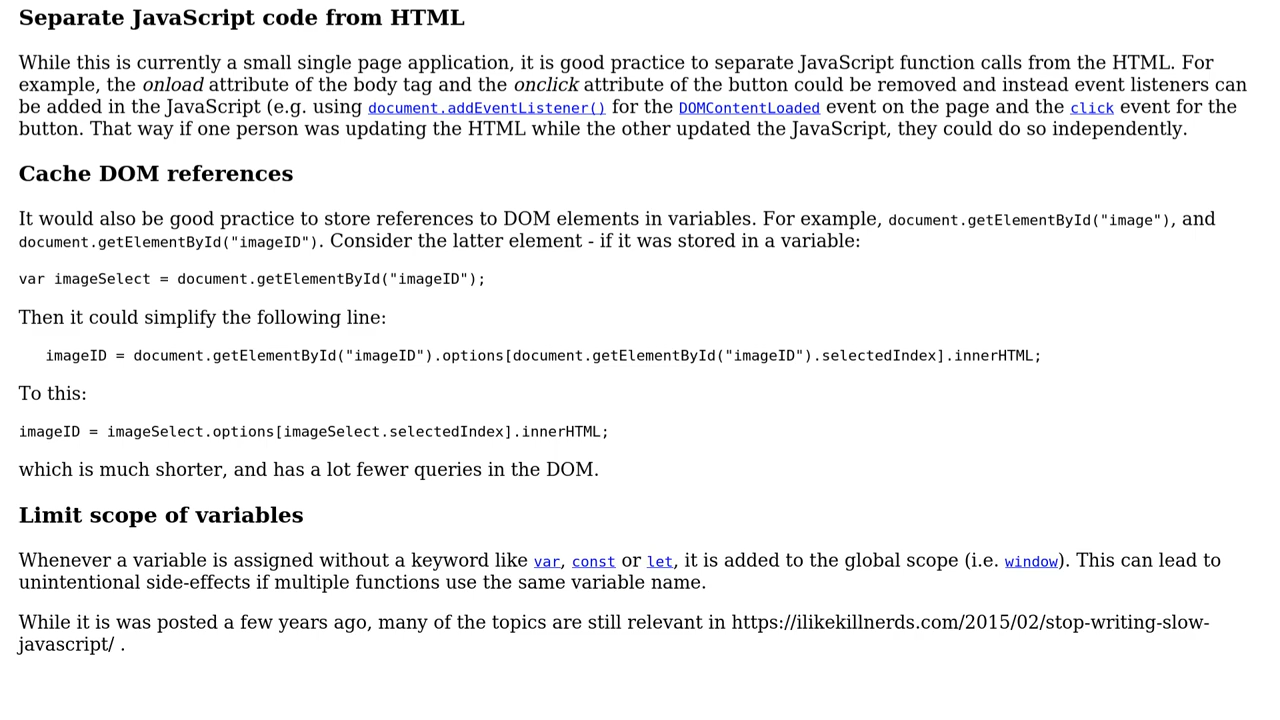 Separate JavaScript code from HTML
While this is currently a small single page application, it is good practice to separate JavaScript function calls from the HTML. For
example, the onload attribute of the body tag and the onclick attribute of the button could be removed and instead event listeners can
be added in the JavaScript (e.g. using document.addEventListener() for the DOMContentLoaded event on the page and the click event for the
button. That way if one person was updating the HTML while the other updated the JavaScript, they could do so independently.
Cache DOM references
It would also be good practice to store references to DOM elements in variables. For example, document.getElementById("image"), and
document.getElementById("imageID"). Consider the latter element - if it was stored in a variable:
var imageSelect = document.getElementById("imageID");
Then it could simplify the following line:
imageID = document.getElementById("imageID").options[document.getElementById("imageID").selectedIndex].innerHTML;
To this:
imageID = imageSelect.options[imageSelect.selectedIndex].innerHTML;
which is much shorter, and has a lot fewer queries in the DOM.
Limit scope of variables
Whenever a variable is assigned without a keyword like var, const or let, it is added to the global scope (i.e. window). This can lead to
unintentional side-effects if multiple functions use the same variable name.
While it is was posted a few years ago, many of the topics are still relevant in https://ilikekillnerds.com/2015/02/stop-writing-slow-
javascript/ .